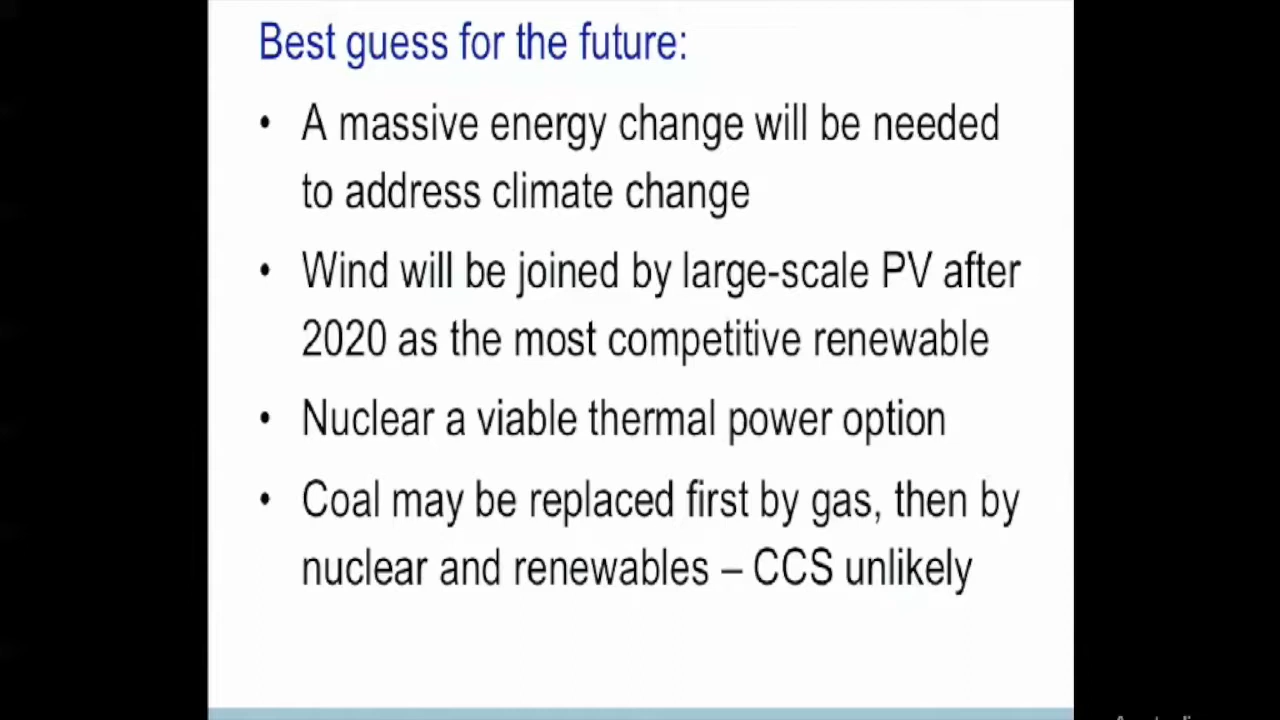 Best guess for the future:
• A massive energy change will be needed
to address climate change
• Wind will be joined by large-scale PV after
2020 as the most competitive renewable
• Nuclear a viable thermal power option
• Coal may be replaced first by gas, then by
nuclear and renewables – CCS unlikely